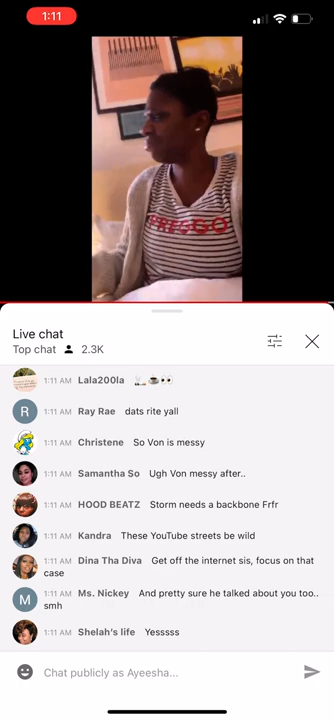 1:11
PREGGO
Live chat
Top chat 2.3K
1:11 AM Lala200la
R 1:11 AM Ray Rae dats rite yall
1:11 AM Christene So Von is messy
1:11 AM Samantha So Ugh Von messy after..
1:11 AM HOOD BEATZ Storm needs a backbone Frfr
1:11 AM Kandra These YouTube streets be wild
1:11 AM Dina Tha Diva Get off the internet sis, focus on that
case
M 1:11 AM Ms. Nickey And pretty sure he talked about you too..
smh
1:11 AM Shelah's life Yesssss
Chat publicly as Ayeesha...